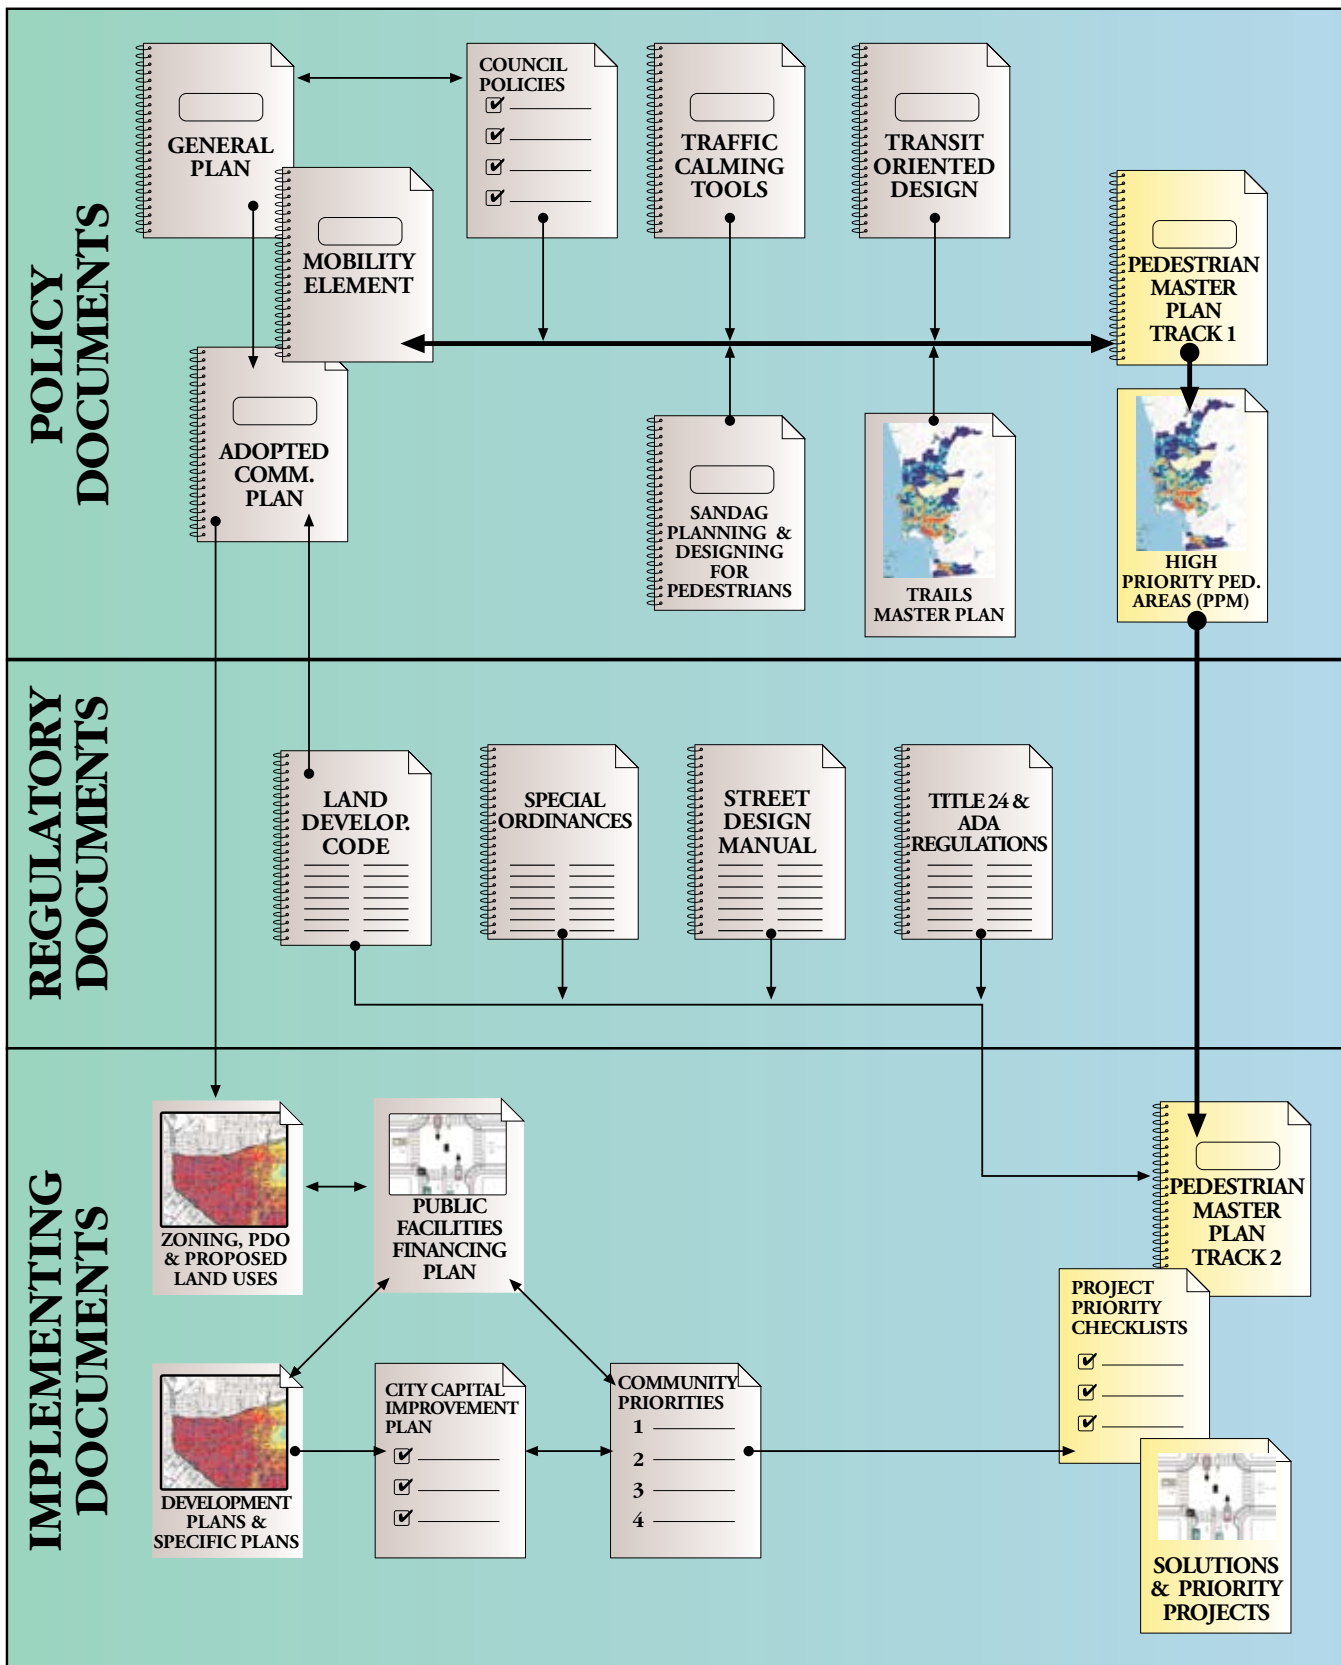 POLICY
DOCUMENTS
GENERAL
PLAN
MOBILITY
ELEMENT
COUNCIL
POLICIES
TRAFFIC
CALMING
TOOLS
TRANSIT
ORIENTED
DESIGN
PEDESTRIAN
MASTER
PLAN
TRACK 1
ADOPTED
COMM.
PLAN
SANDAG
PLANNING &
DESIGNING
FOR
PEDESTRIANS
TRAILS
MASTER PLAN
HIGH
PRIORITY PED.
AREAS (PPM)
REGULATORY
DOCUMENTS
LAND
DEVELOP.
CODE
SPECIAL
ORDINANCES
STREET
DESIGN
MANUAL
TITLE 24 &
ADA
REGULATIONS
IMPLEMENTING
DOCUMENTS
ZONING, PDO
& PROPOSED
LAND USES
PUBLIC
FACILITIES
FINANCING
PLAN
PEDESTRIAN
MASTER
PLAN
TRACK 2
DEVELOPMENT
PLANS &
SPECIFIC PLANS
CITY CAPITAL
IMPROVEMENT
PLAN
COMMUNITY
PRIORITIES
1
2
3
4
PROJECT
PRIORITY
CHECKLISTS
SOLUTIONS
& PRIORITY
PROJECTS